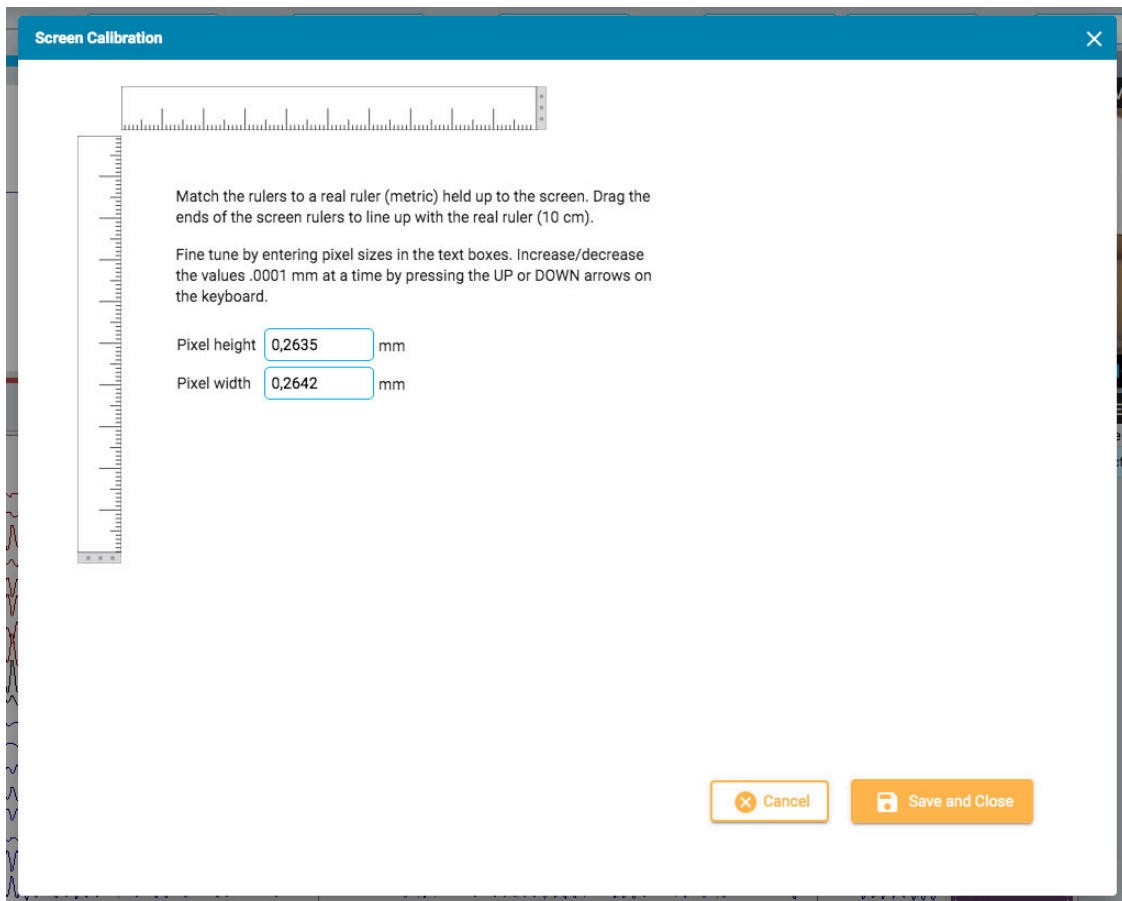 Screen Calibration
Match the rulers to a real ruler (metric) held up to the screen. Drag the
ends of the screen rulers to line up with the real ruler (10 cm).
Fine tune by entering pixel sizes in the text boxes. Increase/decrease
the values .0001 mm at a time by pressing the UP or DOWN arrows on
the keyboard.
Pixel height 0,2635 mm
Pixel width 0,2642 mm
Cancel Save and Close